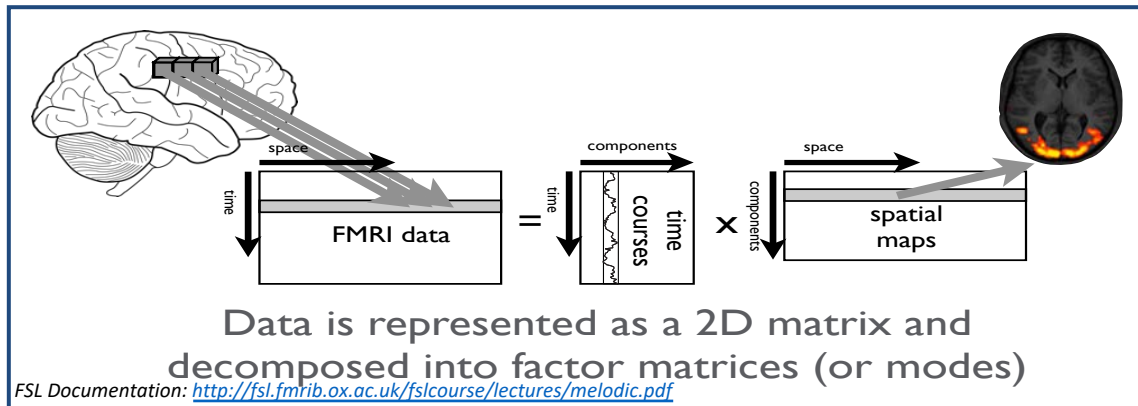 space
components
space
time
FMRI data
=
time
courses
x
components
spatial
maps
Data is represented as a 2D matrix and
decomposed into factor matrices (or modes)
FSL Documentation: http://fsl.fmrib.ox.ac.uk/fslcourse/lectures/melodic.pdf